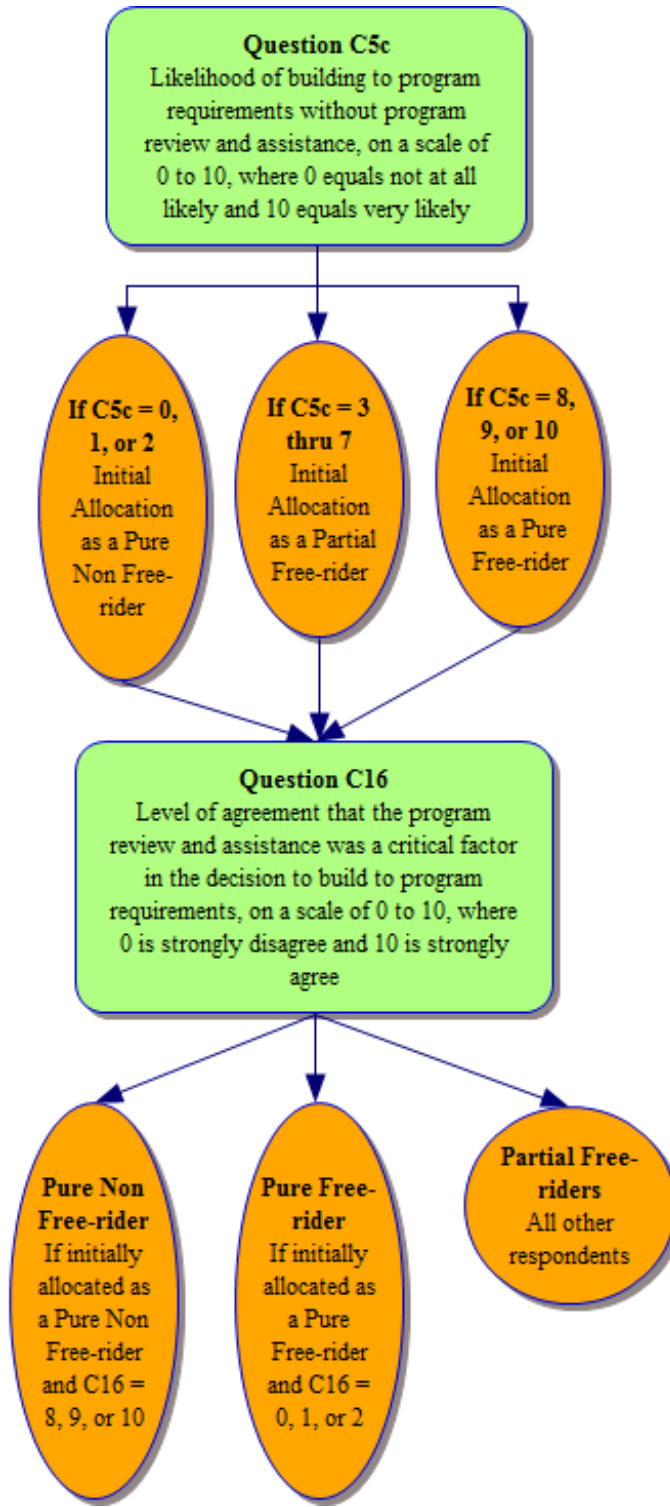 Question C5c
Likelihood of building to program
requirements without program
review and assistance, on a scale of
0 to 10, where 0 equals not at all
likely and 10 equals very likely
If C5c = 0,
1, or 2
Initial
Allocation
as a Pure
Non Free-
rider
If C5c = 3
thru 7
Initial
Allocation
as a Partial
Free-rider
If C5c = 8,
9, or 10
Initial
Allocation
as a Pure
Free-rider
Question C16
Level of agreement that the program
review and assistance was a critical factor
in the decision to build to program
requirements, on a scale of 0 to 10, where
0 is strongly disagree and 10 is strongly
agree
Pure Non
Free-rider
If initially
allocated as
a Pure Non
Free-rider
and C16 =
8, 9, or 10
Pure Free-
rider
If initially
allocated as
a Pure
Free-rider
and C16 =
0, 1, or 2
Partial Free-
riders
All other
respondents